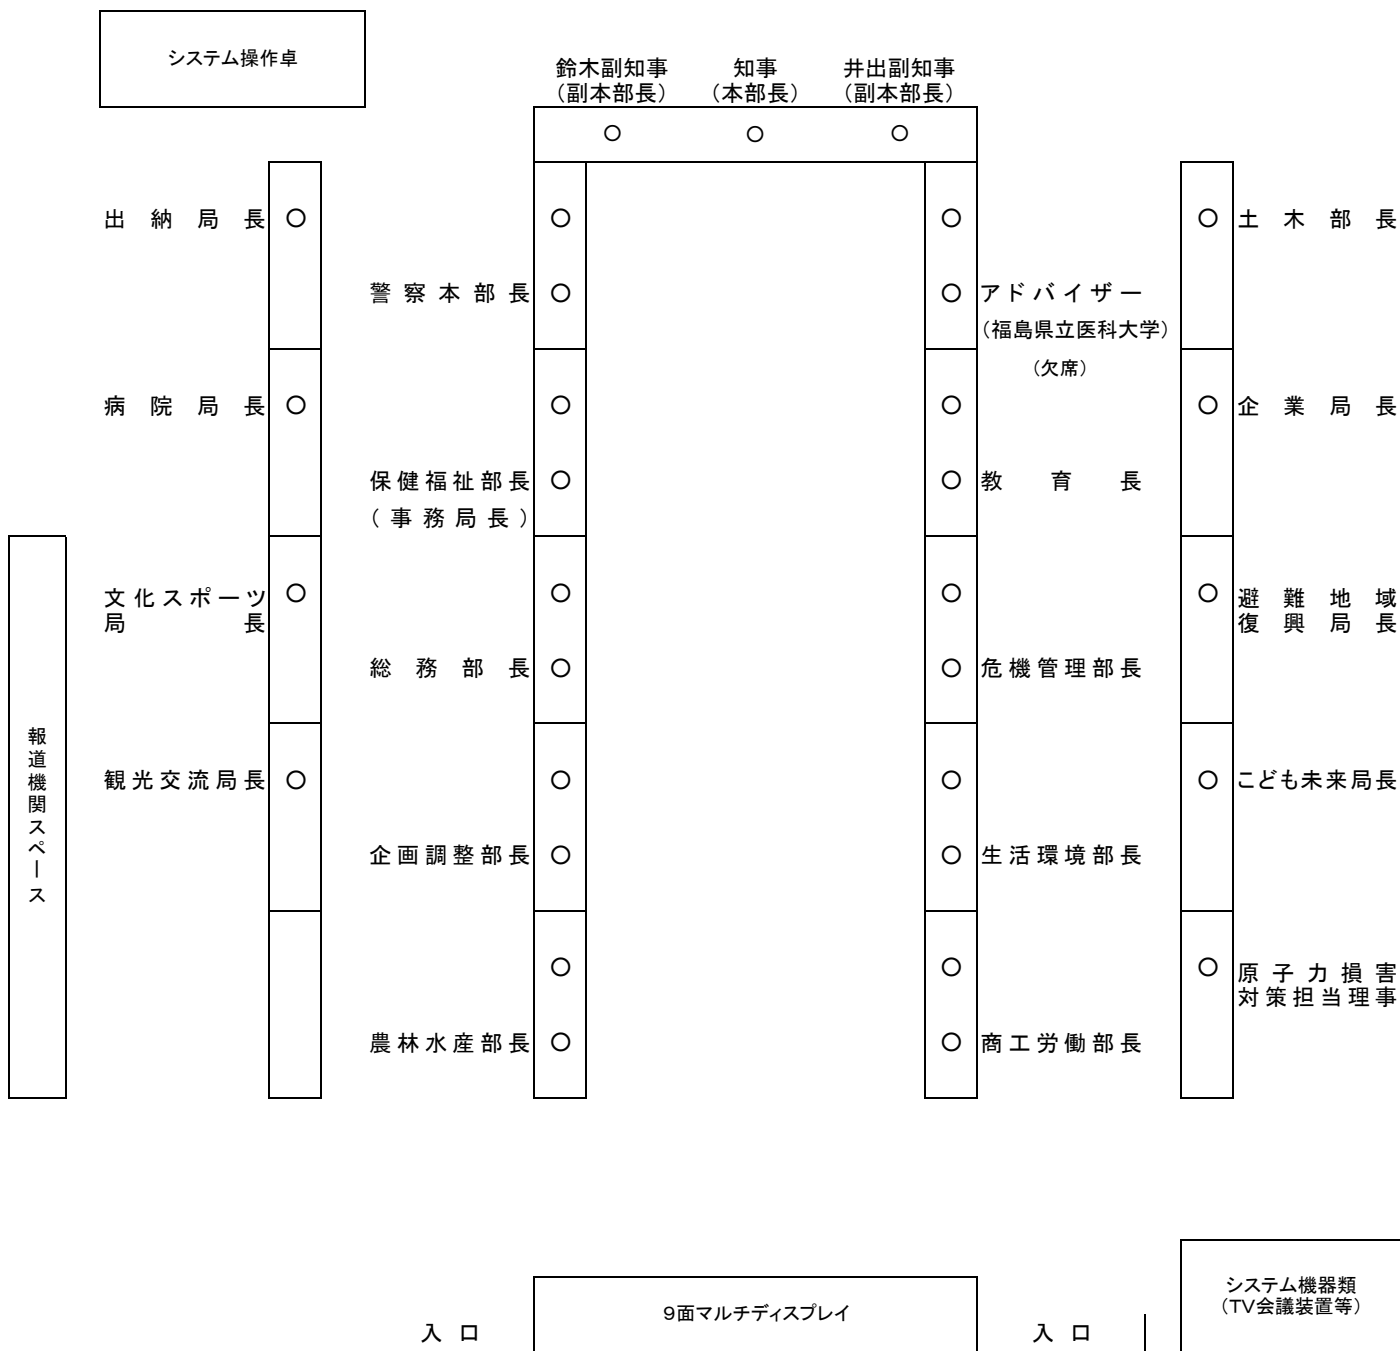 システム操作卓
鈴木副知事
（副本部長）
知事
（本部長）
井出副知事
（副本部長）
出納局長
土木部長
警察本部長
アドバイザー
（福島県立医科大学）
（欠席）
病院局長
企業局長
保健福祉部長
（事務局長）
教育長
文化スポーツ
局長
避難地域
復興局長
総務部長
危機管理部長
報道機関スペース
観光交流局長
こども未来局長
企画調整部長
生活環境部長
原子力損害
対策担当理事
農林水産部長
商工労働部長
システム機器類
（TV会議装置等）
9面マルチディスプレイ
入口
入口